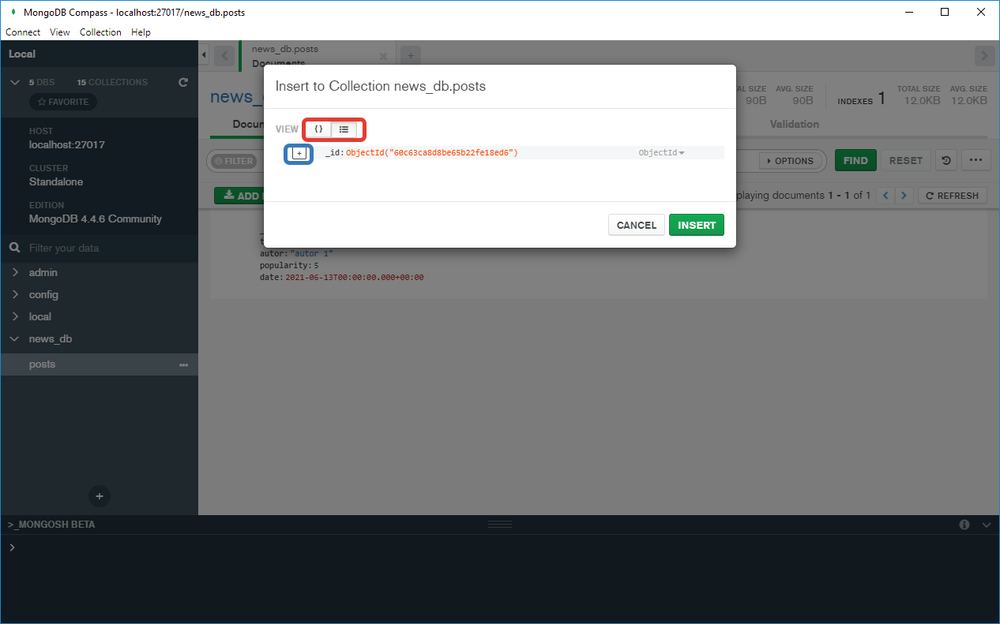 MongoDB Compass - localhost:27017/news_db.posts
Connect View Collection Help
Local
5 DBS 15 COLLECTIONS
FAVORITE
HOST
localhost:27017
CLUSTER
Standalone
EDITION
MongoDB 4.4.6 Community
Filter your data
admin
config
local
news_db
posts
news_db.posts
Documents
news_
AL SIZE
90B
AVG. SIZE
90B
INDEXES 1
TOTAL SIZE
12.0KB
AVG. SIZE
12.0KB
Docum
Validation
FILTER
OPTIONS
FIND
RESET
ADD
playing documents 1 - 1 of 1
REFRESH
Insert to Collection news_db.posts
VIEW {}
+ _id: ObjectId("60c63ca8d8be65b22fe18ed6") ObjectId
CANCEL INSERT
autor: "autor 1"
popularity: 5
date: 2021-06-13T00:00:00.000+00:00
>_MONGOSH BETA
>